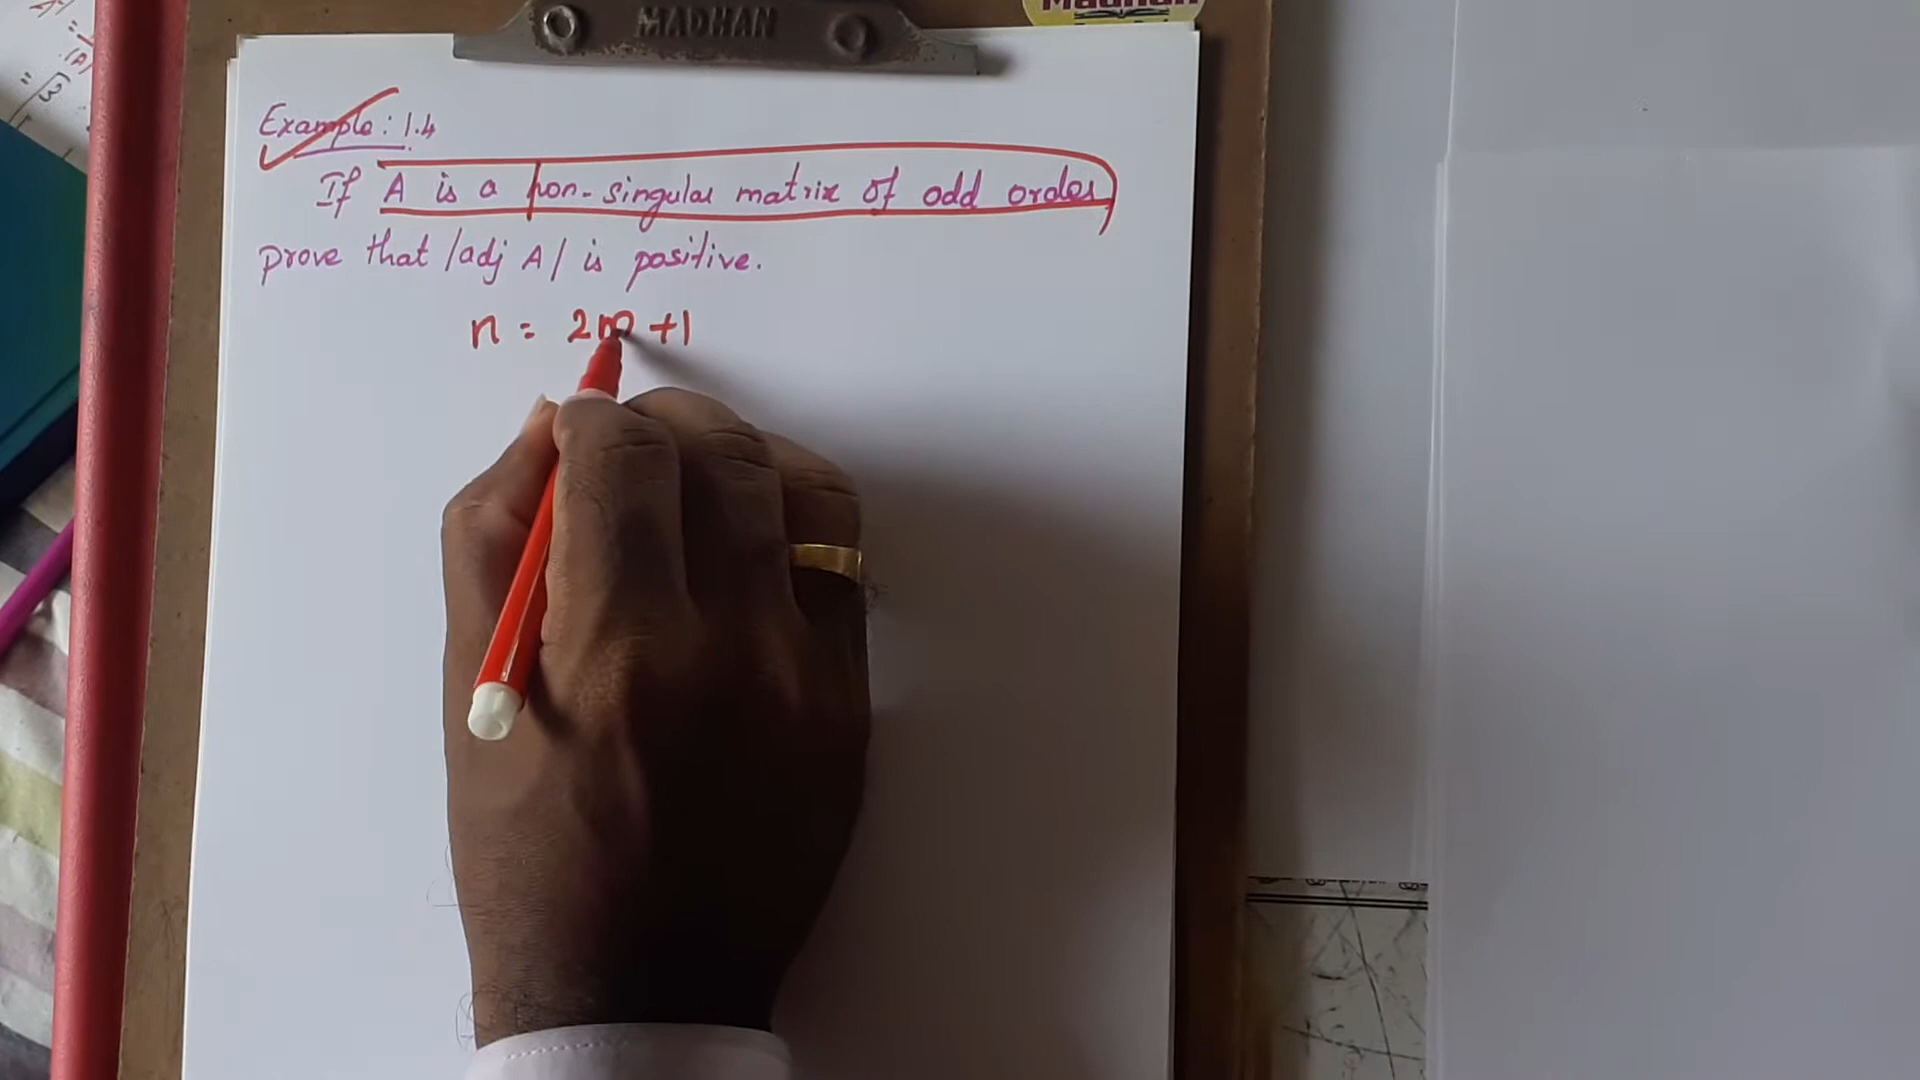 Madhan
MADHAN
Example: 1.4
If A is a non-singular matrix of odd order
prove that |adj A| is positive.
n = 2m + 1